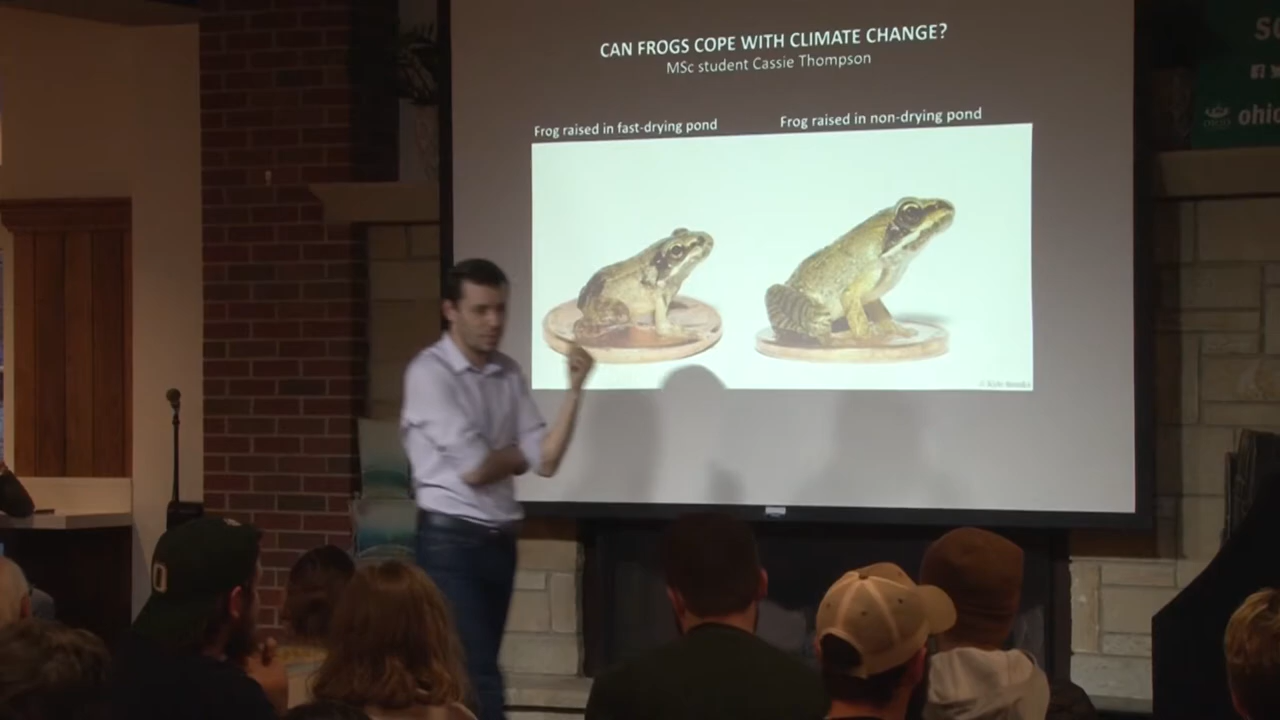 CAN FROGS COPE WITH CLIMATE CHANGE?
MSc student Cassie Thompson
Frog raised in fast-drying pond
Frog raised in non-drying pond
O